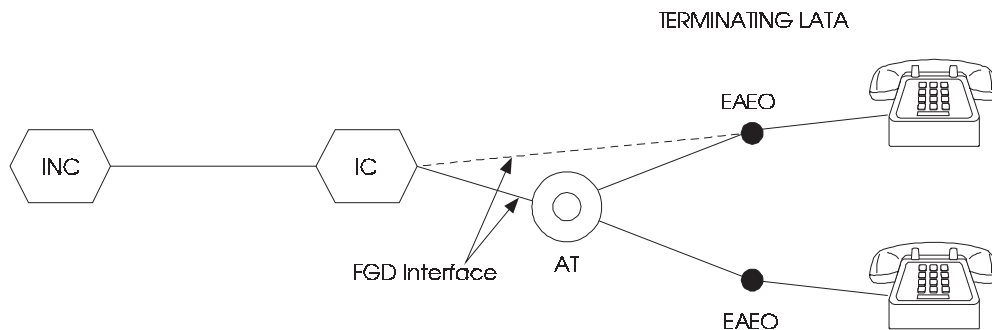 TERMINATING LATA
EAEO
INC
IC
FGD Interface
AT
EAEO